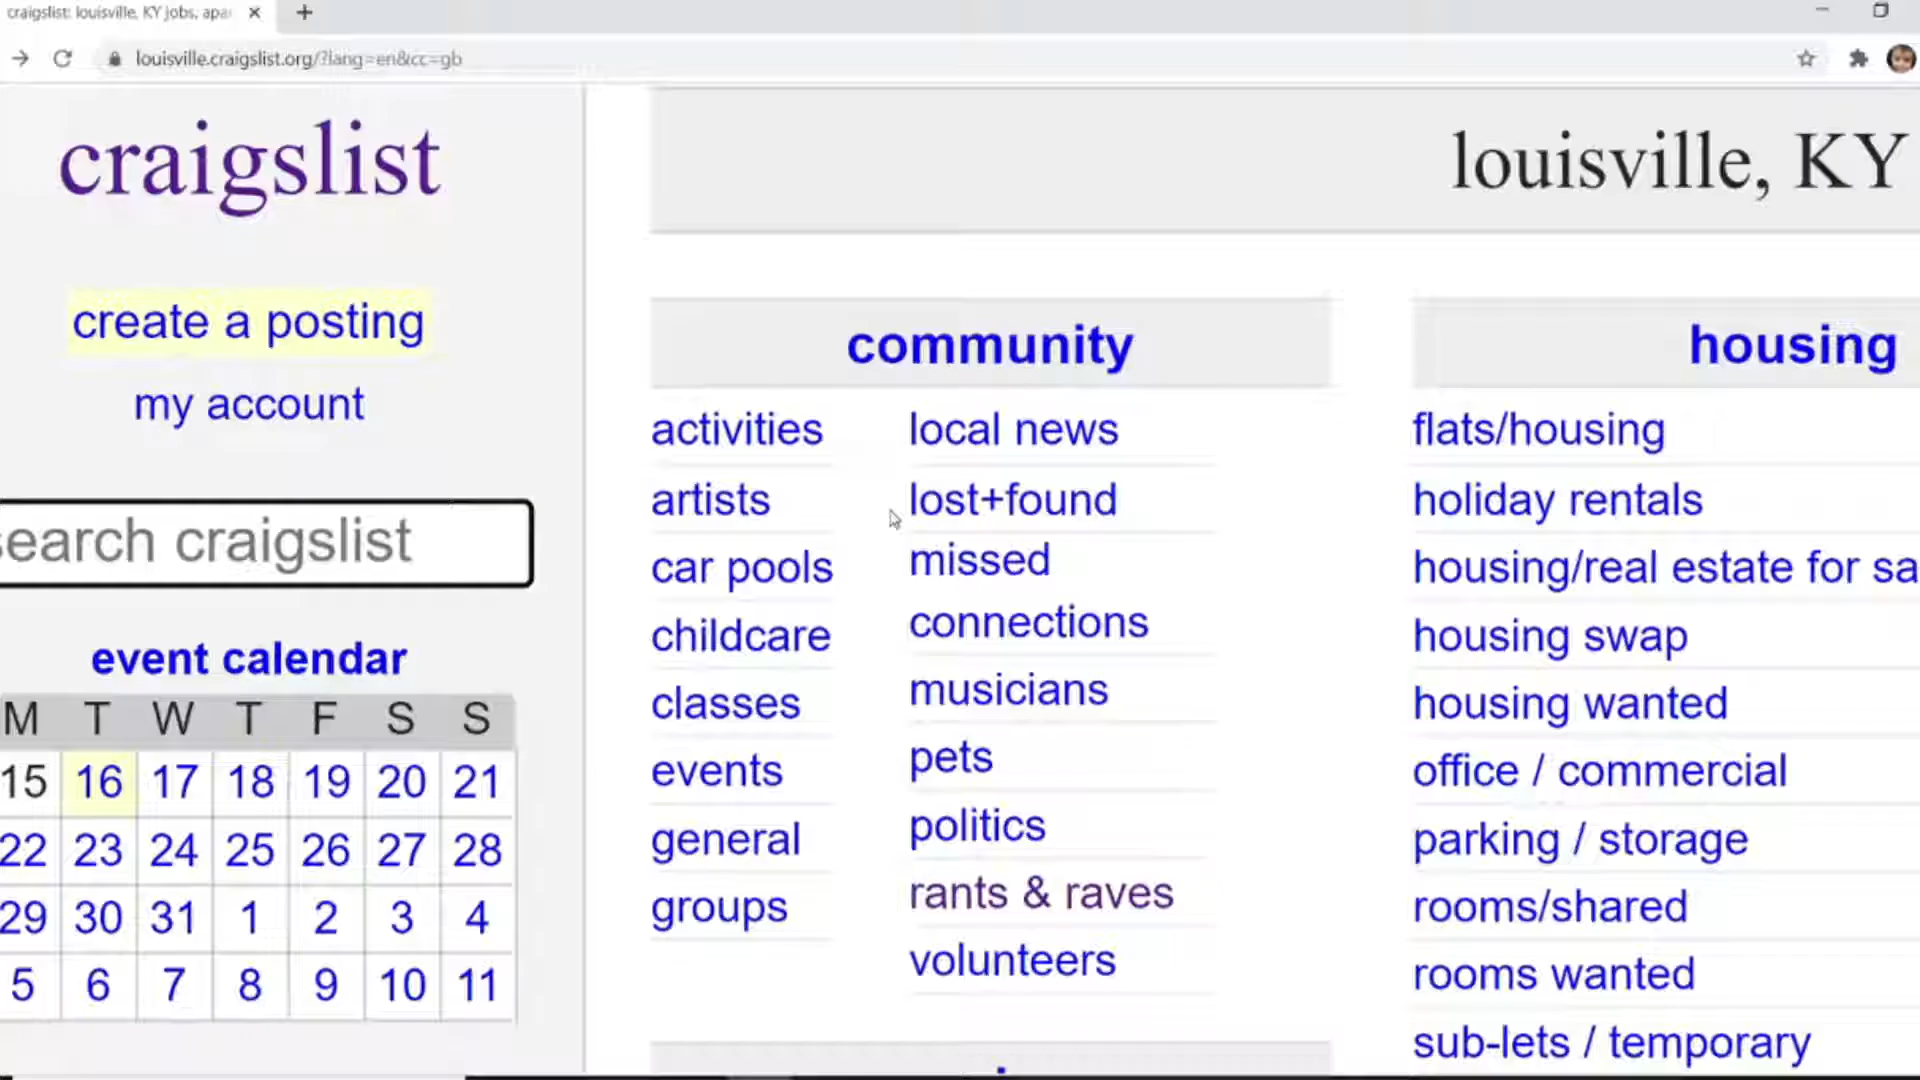 craigslist: louisville, KY jobs, apa
louisville.craigslist.org/?lang=en&cc=gb
craigslist
create a posting
my account
search craigslist
event calendar
M T W T F S S
15 16 17 18 19 20 21
22 23 24 25 26 27 28
29 30 31 1 2 3 4
5 6 7 8 9 10 11
louisville, KY
community
activities
artists
car pools
childcare
classes
events
general
groups
local news
lost+found
missed
connections
musicians
pets
politics
rants & raves
volunteers
housing
flats/housing
holiday rentals
housing/real estate for sa
housing swap
housing wanted
office / commercial
parking / storage
rooms/shared
rooms wanted
sub-lets / temporary